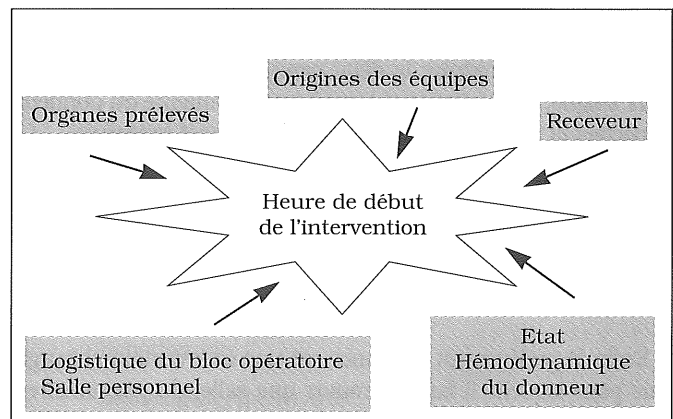 Origines des équipes
Organes prélevés
Receveur
Heure de début
de l'intervention
Logistique du bloc opératoire
Salle personnel
Etat
Hémodynamique
du donneur